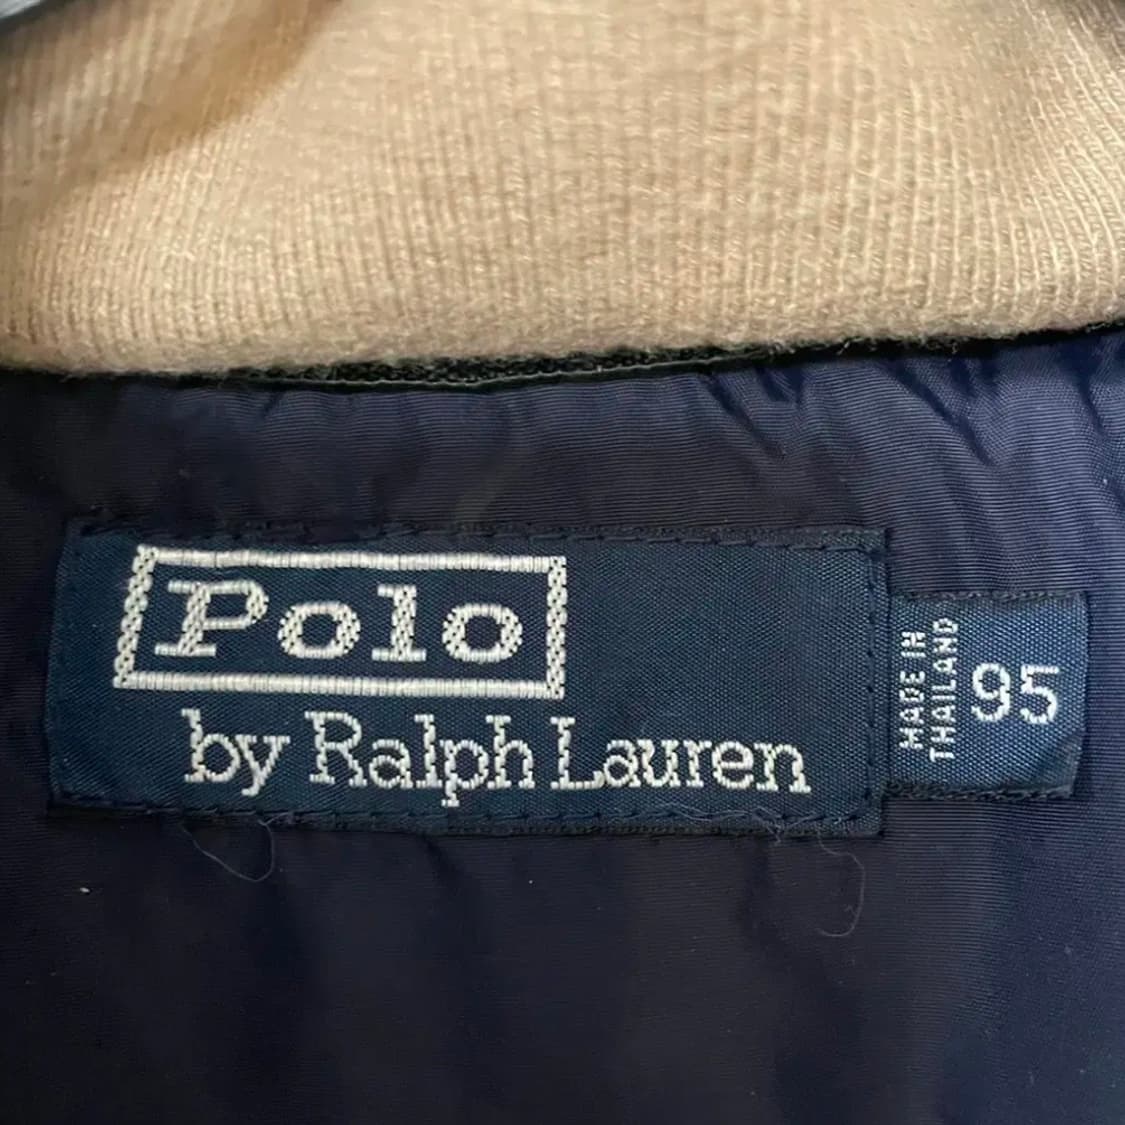 Polo
by Ralph Lauren
MADE IN
THAILAND
95